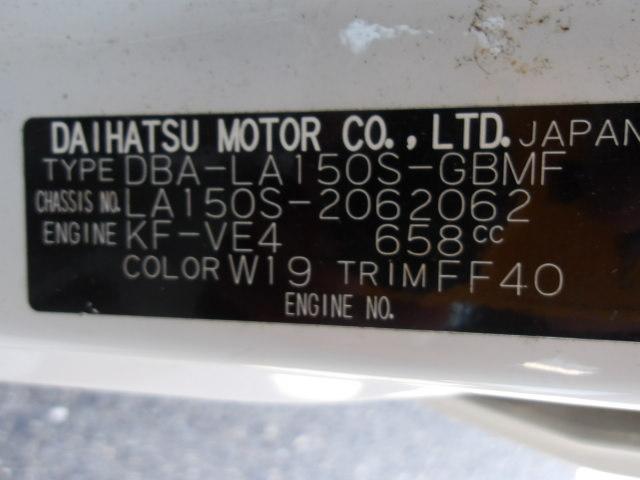 DAIHATSU MOTOR CO., LTD. JAPAN
TYPE DBA-LA150S-GBMF
CHASSIS NO. LA150S-2062062
ENGINE KF-VE4 658cc
COLOR W19 TRIM FF40
ENGINE NO.